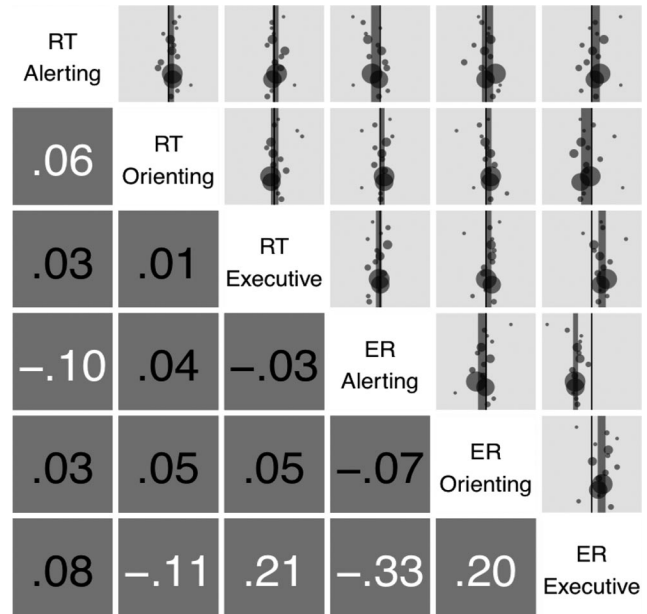 RT
Alerting
.06
RT
Orienting
.03
.01
RT
Executive
−.10
.04
−.03
ER
Alerting
.03
.05
.05
−.07
ER
Orienting
.08
−.11
.21
−.33
.20
ER
Executive